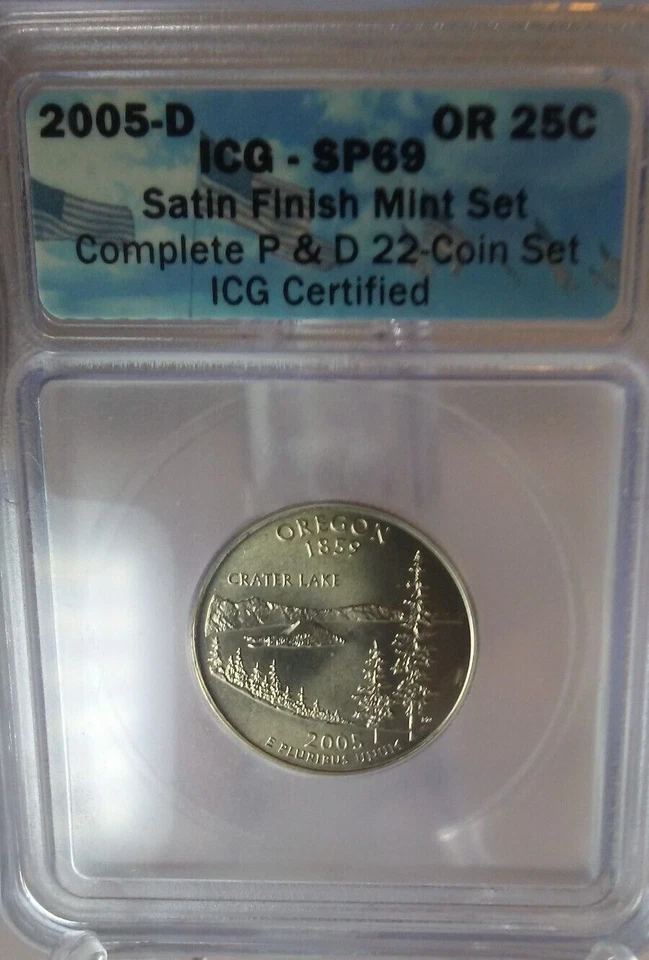 2005-D OR 25C
ICG - SP69
Satin Finish Mint Set
Complete P & D 22-Coin Set
ICG Certified
OREGON
1859
CRATER LAKE
2005
E PLURIBUS UNUM